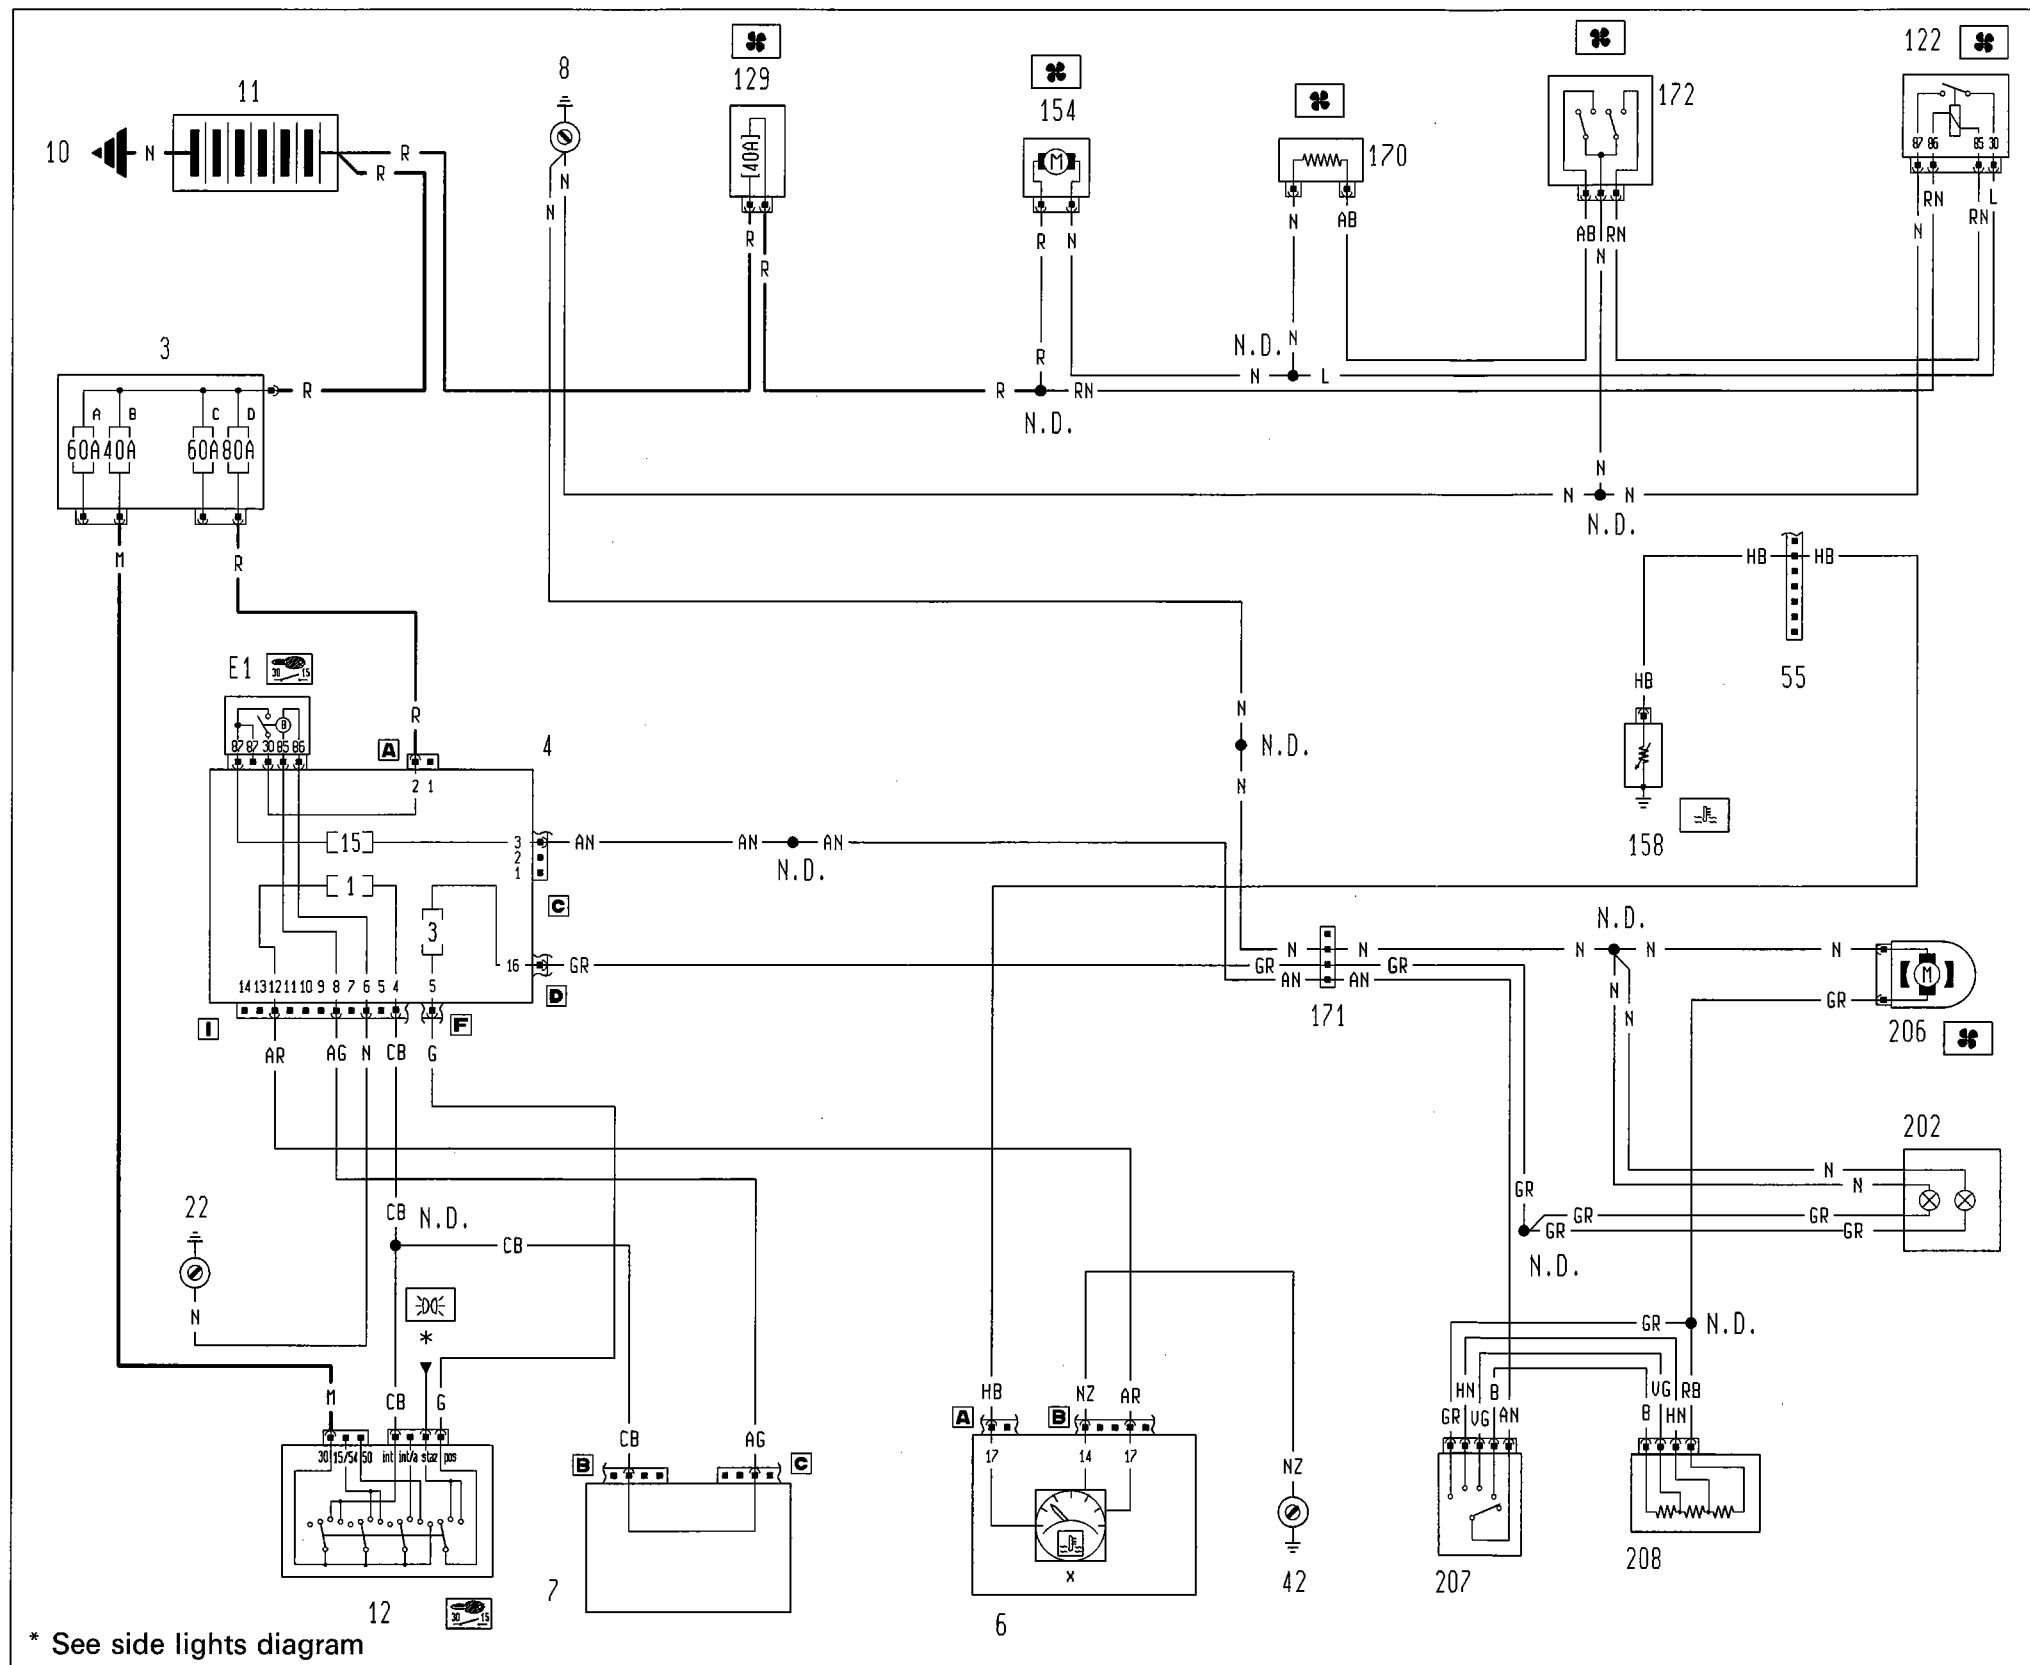 8
129
154
170
172
122
11
10
N
R
R
N
N
40A
R
R
M
R
N
N
AB
AB
N
RN
87 86 85 30
N
RN
RN
L
3
R
A B C D
60A 40A 60A 80A
R
R
RN
N.D.
N.D.
N
N
L
N
N
N
N.D.
M
R
HB
HB
55
HB
158
E1
30 15
87 87 30 85 86
B
A
R
4
2 1
N
N.D.
N
15
3
2
1
AN
AN
AN
N.D.
C
1
3
16
GR
D
14 13 12 11 10 9 8 7 6 5 4
5
I
F
AR
AG
N
CB
G
N
N
GR
GR
AN
AN
171
N.D.
N
N
N
M
GR
206
N
N
202
N
N
GR
GR
GR
GR
GR
N.D.
22
N
CB
N.D.
CB
*
M
CB
G
30 15/54 50 int int/a staz pos
12
30 15
CB
AG
B
C
7
HB
NZ
AR
A
B
17
14
17
x
6
NZ
42
GR
N.D.
GR
HN
VG
B
AN
207
B
VG
HN
RB
208
* See side lights diagram